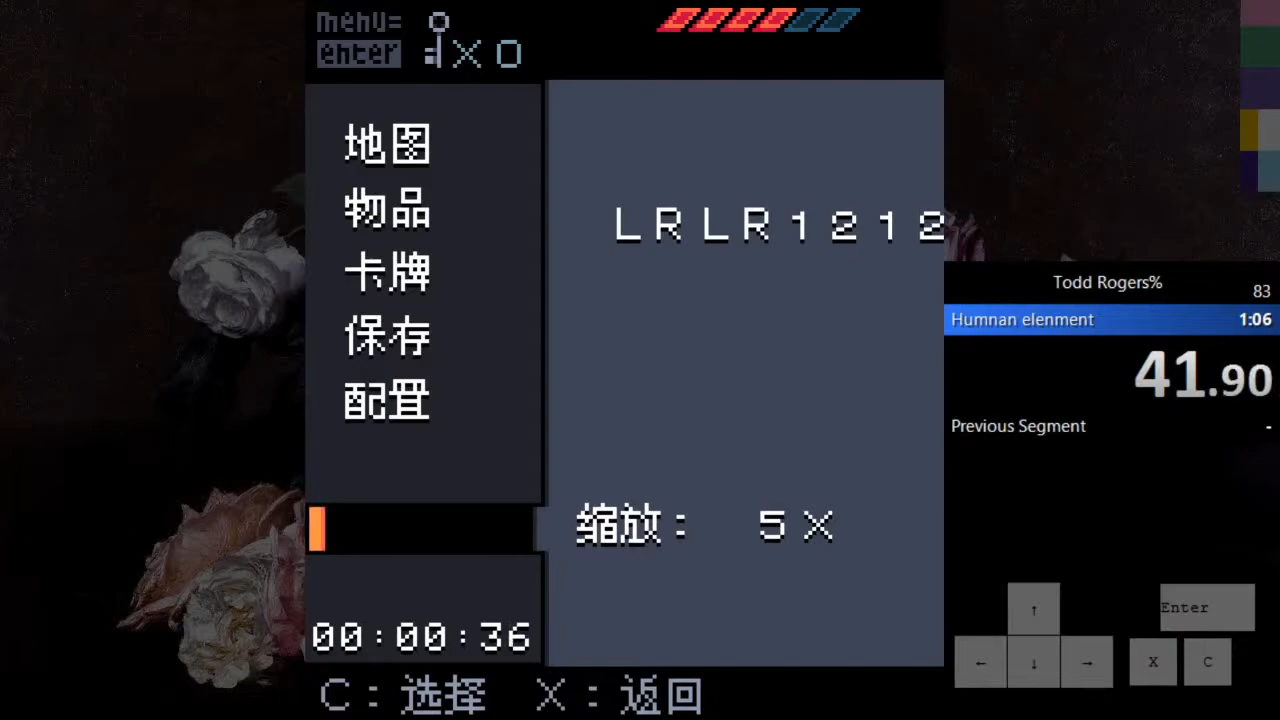 menu=
enter
X 0
地图
物品
卡牌
保存
配置
LRLR1212
缩放： 5X
00:00:36
C：选择 X：返回
Todd Rogers%
83
Humnan elenment 1:06
41.90
Previous Segment -
↑
Enter
← ↓ → X C